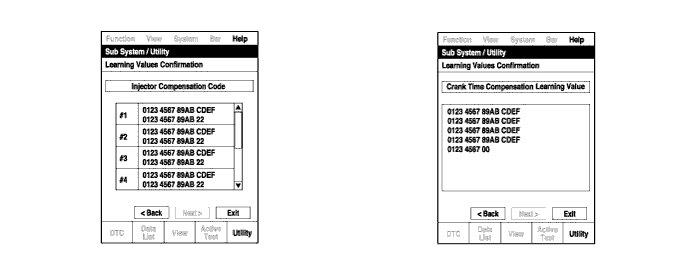 Function View System Bar Help
Sub System / Utility
Learning Values Confirmation
Injector Compensation Code
#1 0123 4567 89AB CDEF
0123 4567 89AB 22
#2 0123 4567 89AB CDEF
0123 4567 89AB 22
#3 0123 4567 89AB CDEF
0123 4567 89AB 22
#4 0123 4567 89AB CDEF
0123 4567 89AB 22
< Back Next > Exit
DTC Data List View Active Test Utility
Function View System Bar Help
Sub System / Utility
Learning Values Confirmation
Crank Time Compensation Learning Value
0123 4567 89AB CDEF
0123 4567 89AB CDEF
0123 4567 89AB CDEF
0123 4567 89AB CDEF
0123 4567 00
< Back Next > Exit
DTC Data List View Active Test Utility